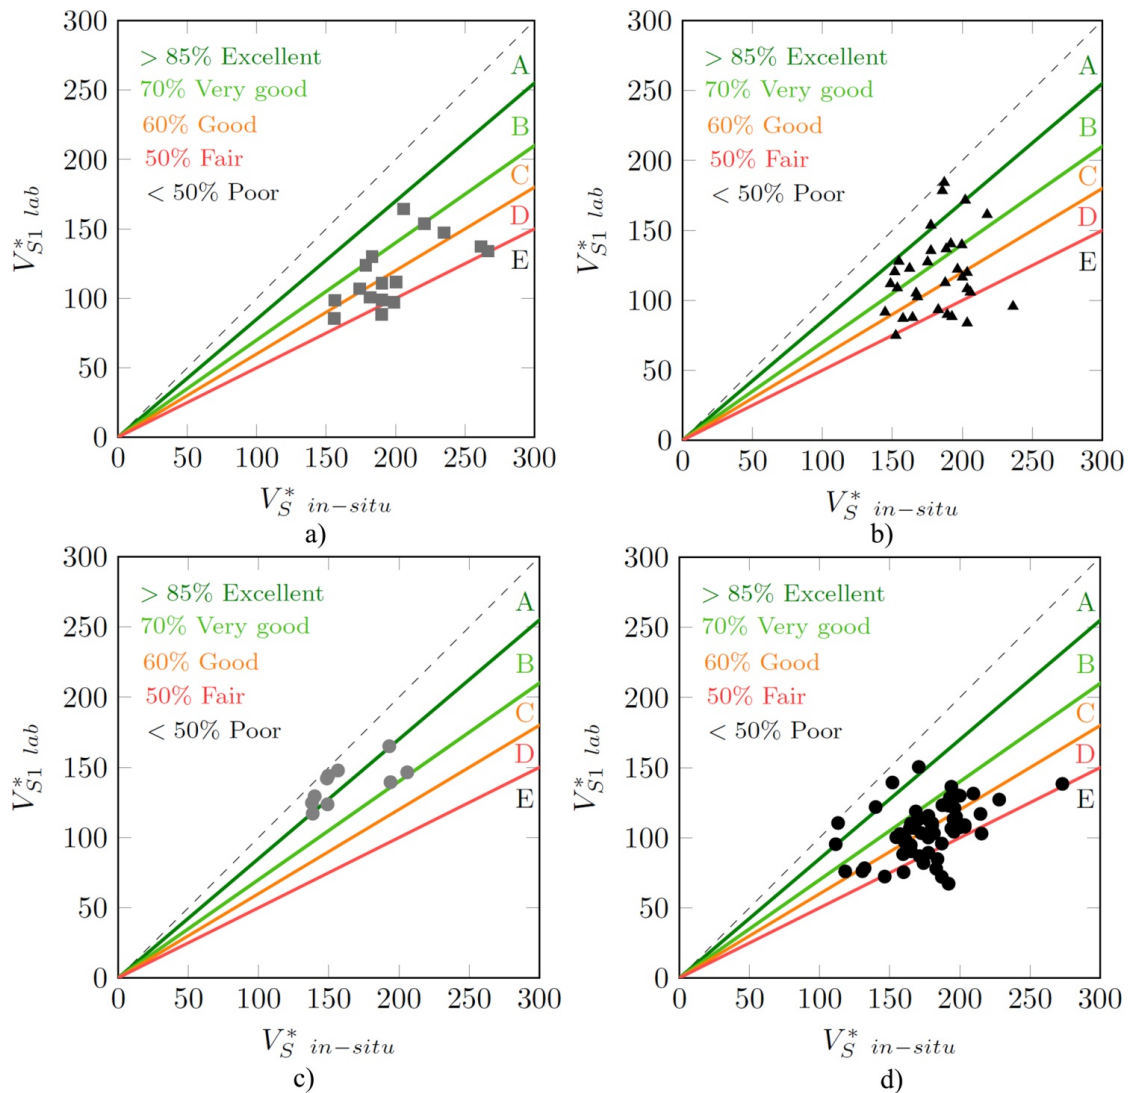 300
250
200
150
100
50
0
V*S1 lab
> 85% Excellent
70% Very good
60% Good
50% Fair
< 50% Poor
A
B
C
D
E
0 50 100 150 200 250 300
V*S in−situ
a)
300
250
200
150
100
50
0
V*S1 lab
> 85% Excellent
70% Very good
60% Good
50% Fair
< 50% Poor
A
B
C
D
E
0 50 100 150 200 250 300
V*S in−situ
b)
300
250
200
150
100
50
0
V*S1 lab
> 85% Excellent
70% Very good
60% Good
50% Fair
< 50% Poor
A
B
C
D
E
0 50 100 150 200 250 300
V*S in−situ
c)
300
250
200
150
100
50
0
V*S1 lab
> 85% Excellent
70% Very good
60% Good
50% Fair
< 50% Poor
A
B
C
D
E
0 50 100 150 200 250 300
V*S in−situ
d)